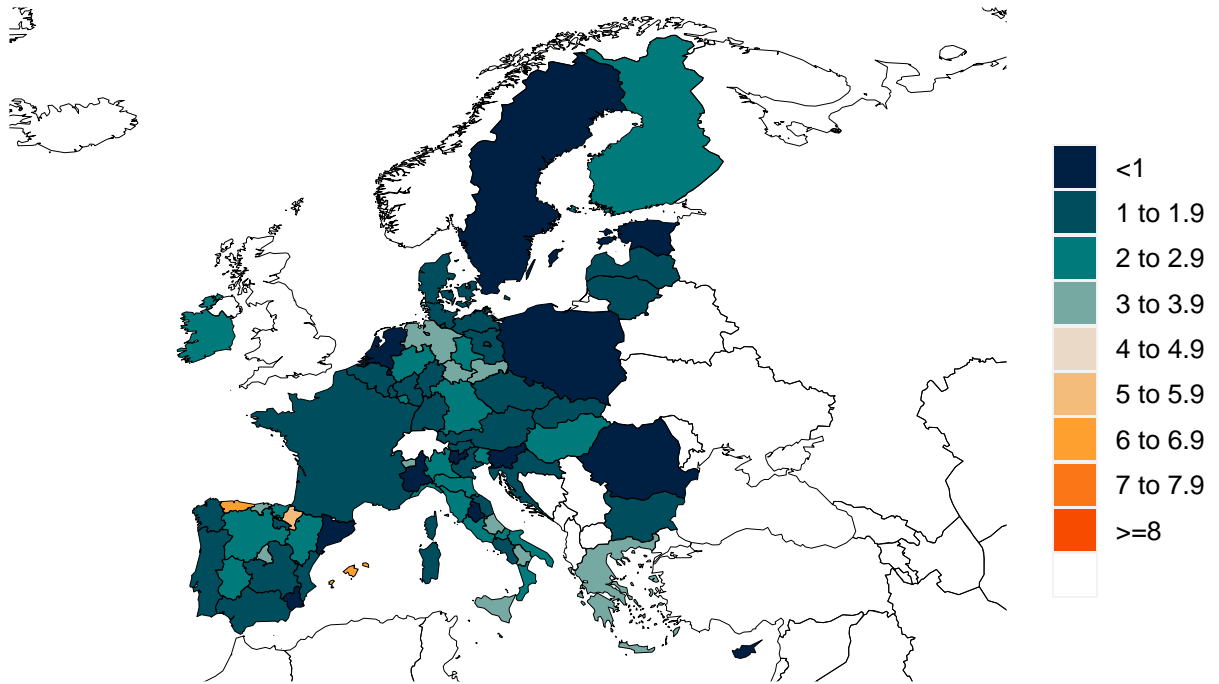 <1
1 to 1.9
2 to 2.9
3 to 3.9
4 to 4.9
5 to 5.9
6 to 6.9
7 to 7.9
>=8